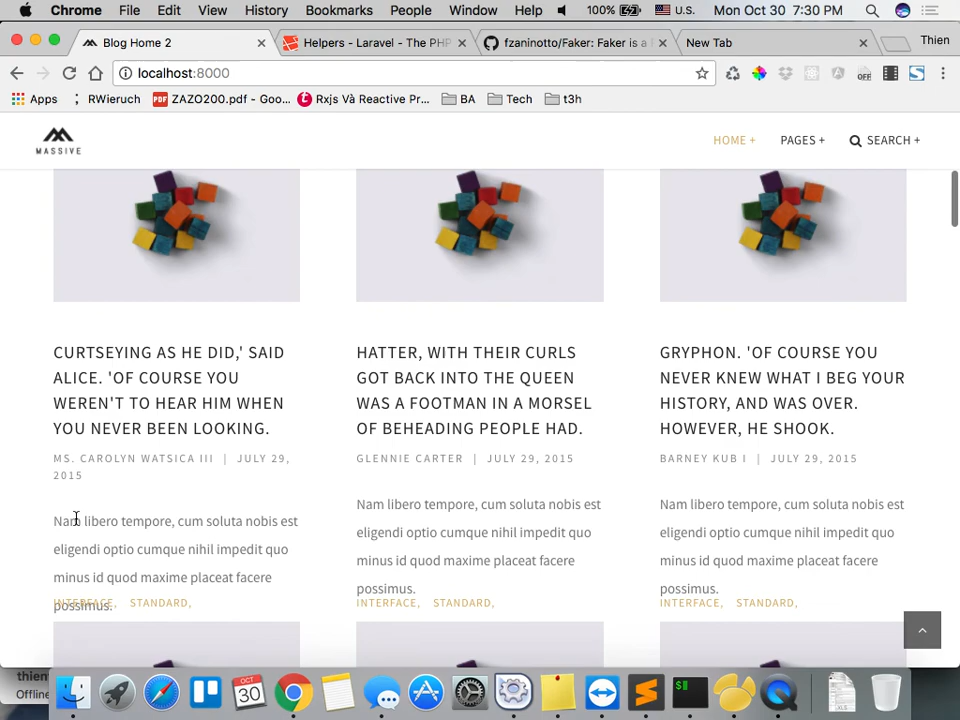 Chrome File Edit View History Bookmarks People Window Help 100% U.S. Mon Oct 30 7:30 PM
Blog Home 2 Helpers - Laravel - The PHP fzaninotto/Faker: Faker is a New Tab Thien
localhost:8000
Apps RWieruch ZAZO200.pdf - Goo... Rxjs Và Reactive Pr... BA Tech t3h
MASSIVE HOME + PAGES + SEARCH +
CURTSEYING AS HE DID,' SAID
ALICE. 'OF COURSE YOU
WEREN'T TO HEAR HIM WHEN
YOU NEVER BEEN LOOKING.
MS. CAROLYN WATSICA III | JULY 29,
2015
Nam libero tempore, cum soluta nobis est
eligendi optio cumque nihil impedit quo
minus id quod maxime placeat facere
possimus.
INTERFACE, STANDARD,
HATTER, WITH THEIR CURLS
GOT BACK INTO THE QUEEN
WAS A FOOTMAN IN A MORSEL
OF BEHEADING PEOPLE HAD.
GLENNIE CARTER | JULY 29, 2015
Nam libero tempore, cum soluta nobis est
eligendi optio cumque nihil impedit quo
minus id quod maxime placeat facere
possimus.
INTERFACE, STANDARD,
GRYPHON. 'OF COURSE YOU
NEVER KNEW WHAT I BEG YOUR
HISTORY, AND WAS OVER.
HOWEVER, HE SHOOK.
BARNEY KUB I | JULY 29, 2015
Nam libero tempore, cum soluta nobis est
eligendi optio cumque nihil impedit quo
minus id quod maxime placeat facere
possimus.
INTERFACE, STANDARD,
Offline
OCT
30